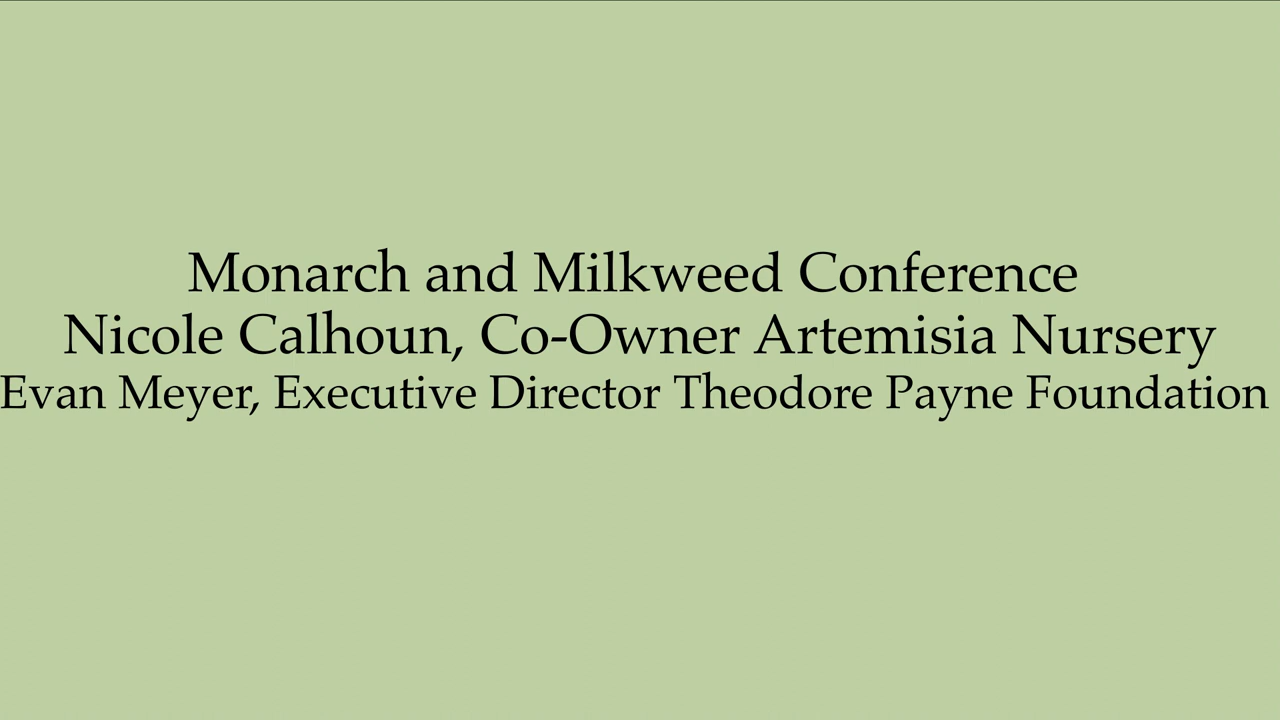 Monarch and Milkweed Conference
Nicole Calhoun, Co-Owner Artemisia Nursery
Evan Meyer, Executive Director Theodore Payne Foundation